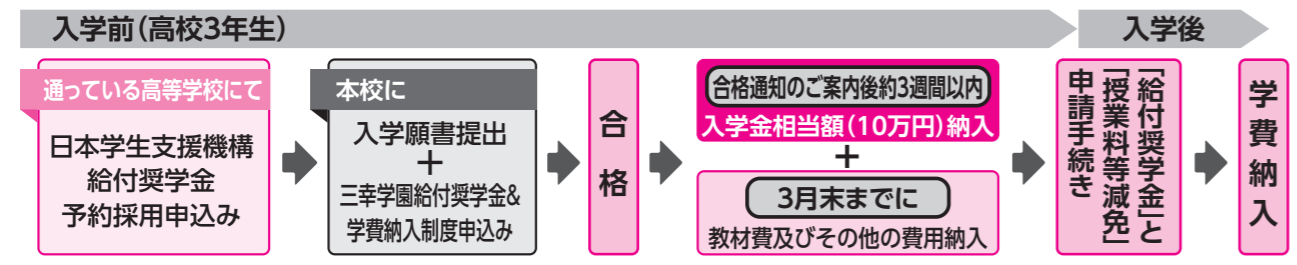 入学前（高校3年生）
入学後
通っている高等学校にて
日本学生支援機構
給付奨学金
予約採用申込み
本校に
入学願書提出
＋
三幸学園給付奨学金&
学費納入制度申込み
合格
合格通知のご案内後約3週間以内
入学金相当額（10万円）納入
＋
3月末までに
教材費及びその他の費用納入
「給付奨学金」と
「授業料等減免」
申請手続き
学費納入